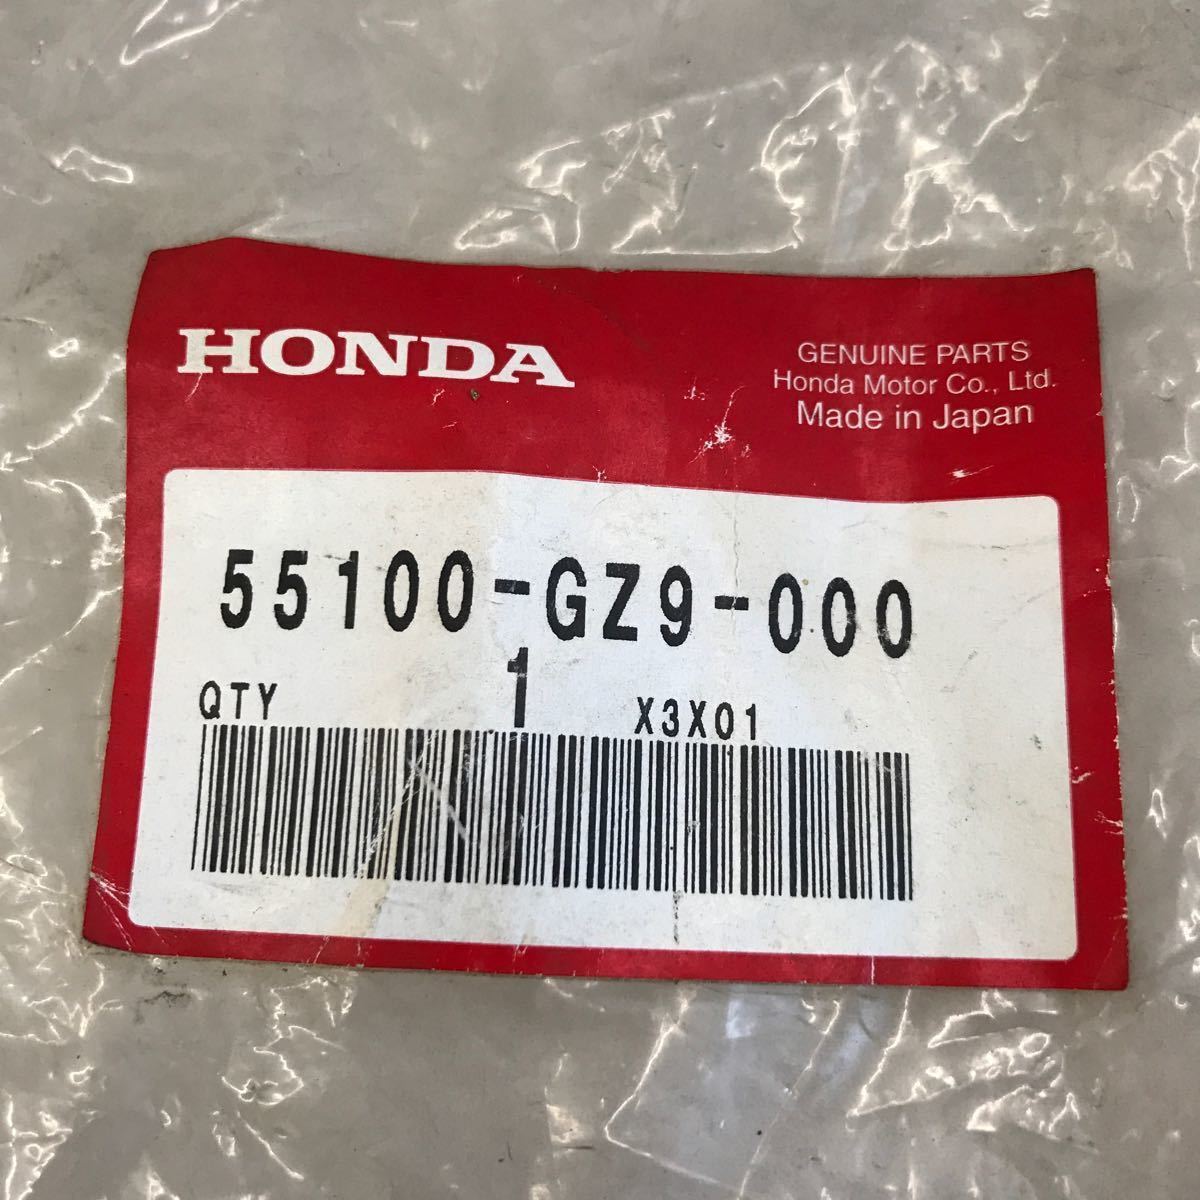 HONDA
GENUINE PARTS
Honda Motor Co., Ltd.
Made in Japan
55100-GZ9-000
QTY 1 X3X01